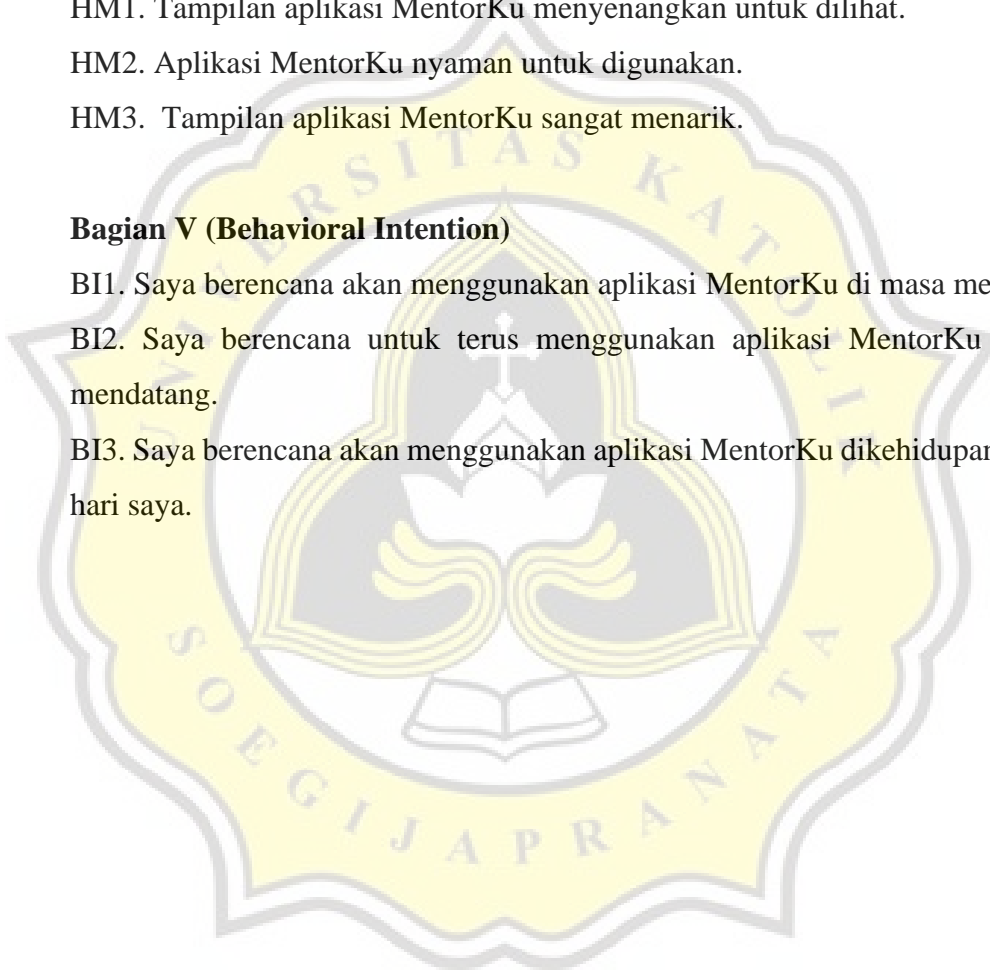 HM1. Tampilan aplikasi MentorKu menyenangkan untuk dilihat.
HM2. Aplikasi MentorKu nyaman untuk digunakan.
HM3. Tampilan aplikasi MentorKu sangat menarik.
Bagian V (Behavioral Intention)
BI1. Saya berencana akan menggunakan aplikasi MentorKu di masa me
BI2. Saya berencana untuk terus menggunakan aplikasi MentorKu
mendatang.
BI3. Saya berencana akan menggunakan aplikasi MentorKu dikehidupan
hari saya.
UNIVERSITAS KATOLIK
SOEGIJAPRANATA